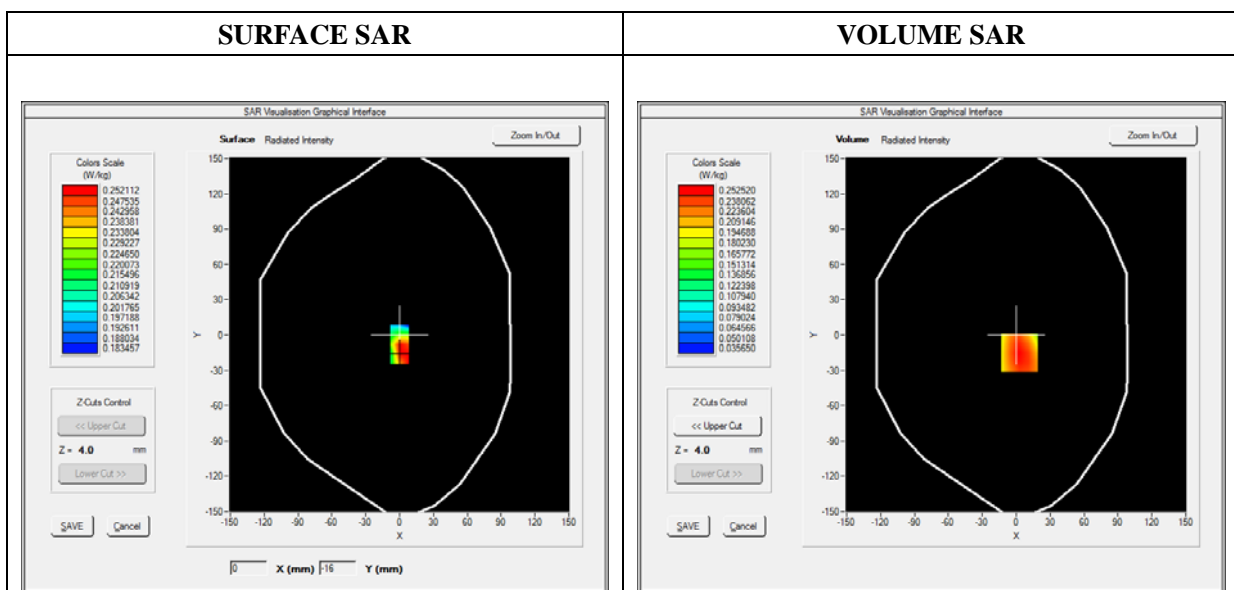 SURFACE SAR
VOLUME SAR
SAR Visualisation Graphical Interface
Surface Radiated Intensity
Zoom In/Out
Colors Scale
(W/kg)
0.252112
0.247535
0.242958
0.238381
0.233804
0.229227
0.224650
0.220073
0.215496
0.210919
0.206342
0.201765
0.197188
0.192611
0.188034
0.183457
Z-Cuts Control
<< Upper Cut
Z = 4.0 mm
Lower Cut >>
SAVE Cancel
150
120
90
60
30
0
-30
-60
-90
-120
-150
Y
-150 -120 -90 -60 -30 0 30 60 90 120 150
X
0 X (mm) -16 Y (mm)
SAR Visualisation Graphical Interface
Volume Radiated Intensity
Zoom In/Out
Colors Scale
(W/kg)
0.252520
0.238062
0.223604
0.209146
0.194688
0.180230
0.165772
0.151314
0.136856
0.122398
0.107940
0.093482
0.079024
0.064566
0.050108
0.035650
Z-Cuts Control
<< Upper Cut
Z = 4.0 mm
Lower Cut >>
SAVE Cancel
150
120
90
60
30
0
-30
-60
-90
-120
-150
Y
-150 -120 -90 -60 -30 0 30 60 90 120 150
X